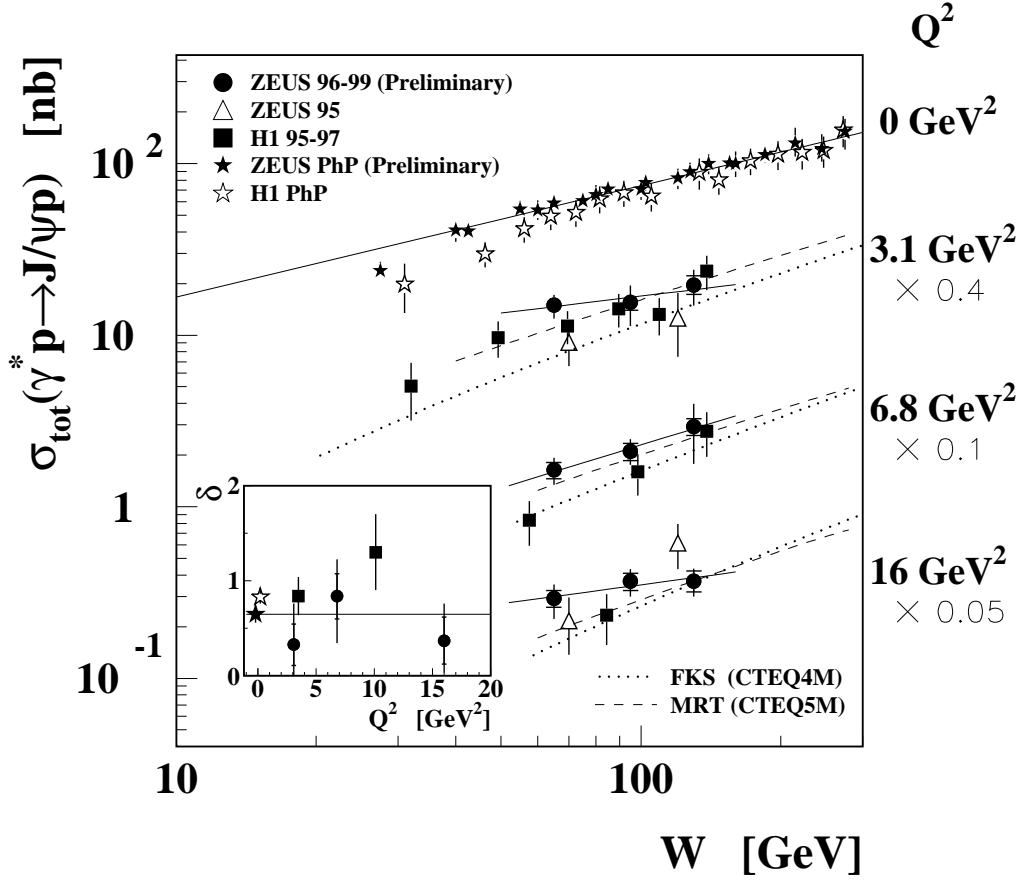 σ_tot(γ* p→J/ψp) [nb]
Q²
ZEUS 96-99 (Preliminary)
ZEUS 95
H1 95-97
ZEUS PhP (Preliminary)
H1 PhP
0 GeV²
3.1 GeV²
× 0.4
6.8 GeV²
× 0.1
16 GeV²
× 0.05
10²
10
1
10⁻¹
δ
2
1
0
0 5 10 15 20
Q² [GeV²]
FKS (CTEQ4M)
MRT (CTEQ5M)
10 100
W [GeV]